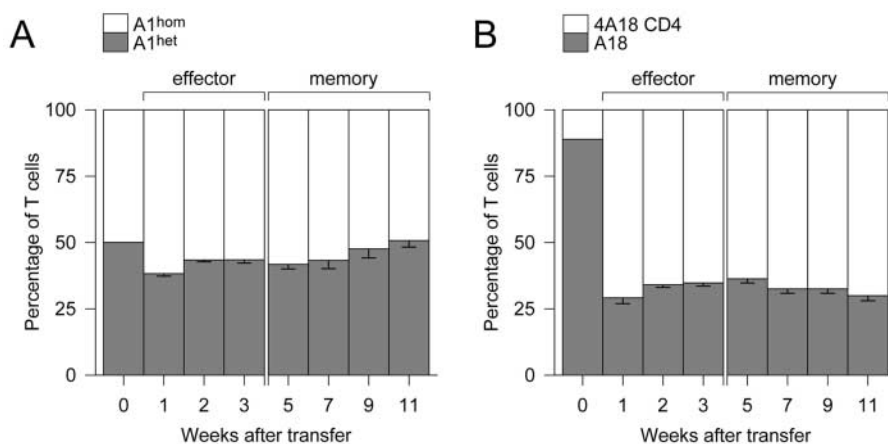 A
A1hom
A1het
effector
memory
Percentage of T cells
100
75
50
25
0
0 1 2 3 5 7 9 11
Weeks after transfer
B
4A18 CD4
A18
effector
memory
Percentage of T cells
100
75
50
25
0
0 1 2 3 5 7 9 11
Weeks after transfer